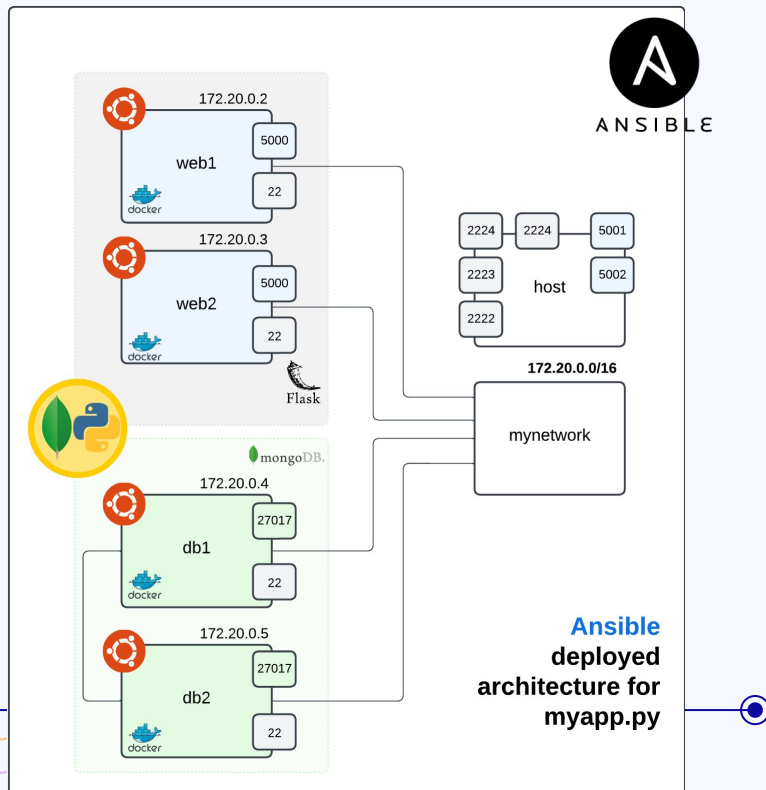 ANSIBLE
172.20.0.2
5000
web1
22
docker
172.20.0.3
5000
web2
22
docker
Flask
2224
2224
5001
2223
5002
host
2222
172.20.0.0/16
mynetwork
mongoDB.
172.20.0.4
27017
db1
22
docker
172.20.0.5
27017
db2
22
docker
Ansible
deployed
architecture for
myapp.py